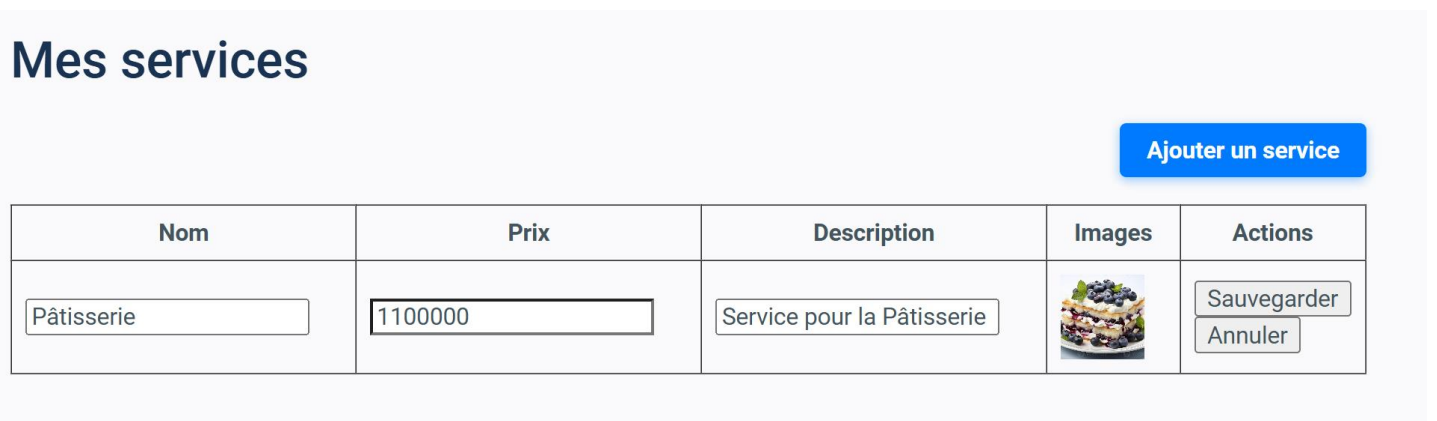 Mes services
Ajouter un service
Nom Prix Description Images Actions
Pâtisserie 1100000 Service pour la Pâtisserie Sauvegarder
Annuler